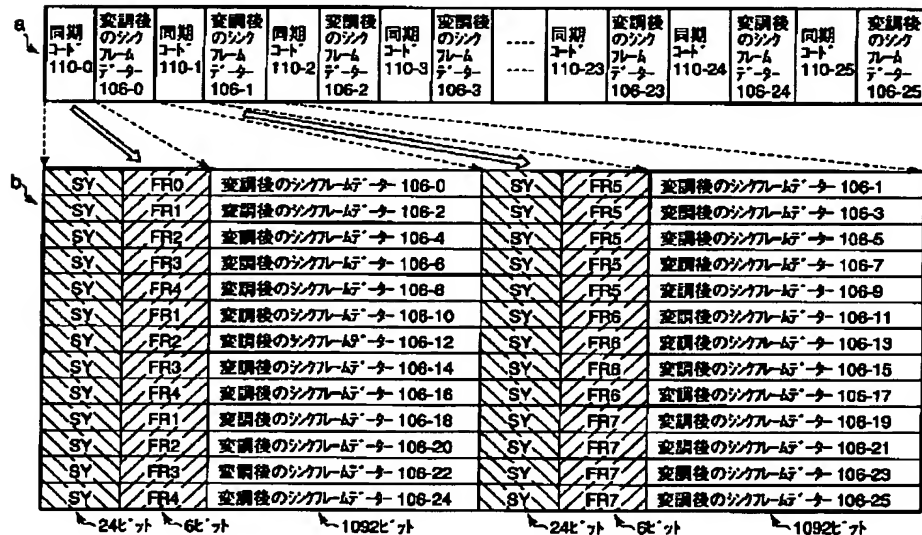 a
同期コード 110-0
変調後のシンクフレームデーター 106-0
同期コード 110-1
変調後のシンクフレームデーター 106-1
同期コード 110-2
変調後のシンクフレームデーター 106-2
同期コード 110-3
変調後のシンクフレームデーター 106-3
同期コード 110-23
変調後のシンクフレームデーター 106-23
同期コード 110-24
変調後のシンクフレームデーター 106-24
同期コード 110-25
変調後のシンクフレームデーター 106-25
b
SY FR0 変調後のシンクフレームデーター 106-0 SY FR5 変調後のシンクフレームデーター 106-1
SY FR1 変調後のシンクフレームデーター 106-2 SY FR5 変調後のシンクフレームデーター 106-3
SY FR2 変調後のシンクフレームデーター 106-4 SY FR5 変調後のシンクフレームデーター 106-5
SY FR3 変調後のシンクフレームデーター 106-6 SY FR5 変調後のシンクフレームデーター 106-7
SY FR4 変調後のシンクフレームデーター 106-8 SY FR5 変調後のシンクフレームデーター 106-9
SY FR1 変調後のシンクフレームデーター 106-10 SY FR6 変調後のシンクフレームデーター 106-11
SY FR2 変調後のシンクフレームデーター 106-12 SY FR6 変調後のシンクフレームデーター 106-13
SY FR3 変調後のシンクフレームデーター 106-14 SY FR6 変調後のシンクフレームデーター 106-15
SY FR4 変調後のシンクフレームデーター 106-16 SY FR6 変調後のシンクフレームデーター 106-17
SY FR1 変調後のシンクフレームデーター 106-18 SY FR7 変調後のシンクフレームデーター 106-19
SY FR2 変調後のシンクフレームデーター 106-20 SY FR7 変調後のシンクフレームデーター 106-21
SY FR3 変調後のシンクフレームデーター 106-22 SY FR7 変調後のシンクフレームデーター 106-23
SY FR4 変調後のシンクフレームデーター 106-24 SY FR7 変調後のシンクフレームデーター 106-25
24ビット 6ビット 1092ビット 24ビット 6ビット 1092ビット